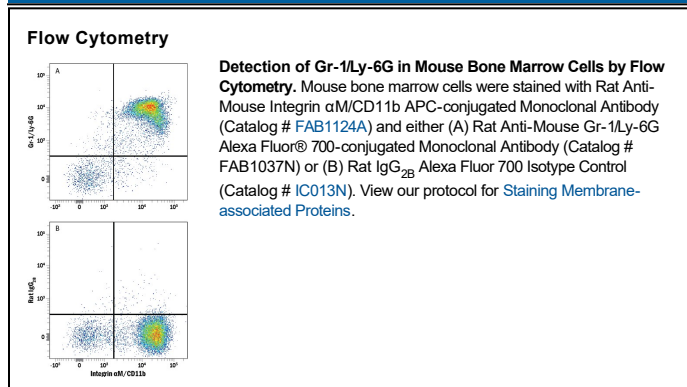 Flow Cytometry
Detection of Gr-1/Ly-6G in Mouse Bone Marrow Cells by Flow
Cytometry. Mouse bone marrow cells were stained with Rat Anti-
Mouse Integrin αM/CD11b APC-conjugated Monoclonal Antibody
(Catalog # FAB1124A) and either (A) Rat Anti-Mouse Gr-1/Ly-6G
Alexa Fluor® 700-conjugated Monoclonal Antibody (Catalog #
FAB1037N) or (B) Rat IgG2B Alexa Fluor 700 Isotype Control
(Catalog # IC013N). View our protocol for Staining Membrane-
associated Proteins.
A
Gr-1/Ly-6G
B
Rat IgG2B
Integrin αM/CD11b